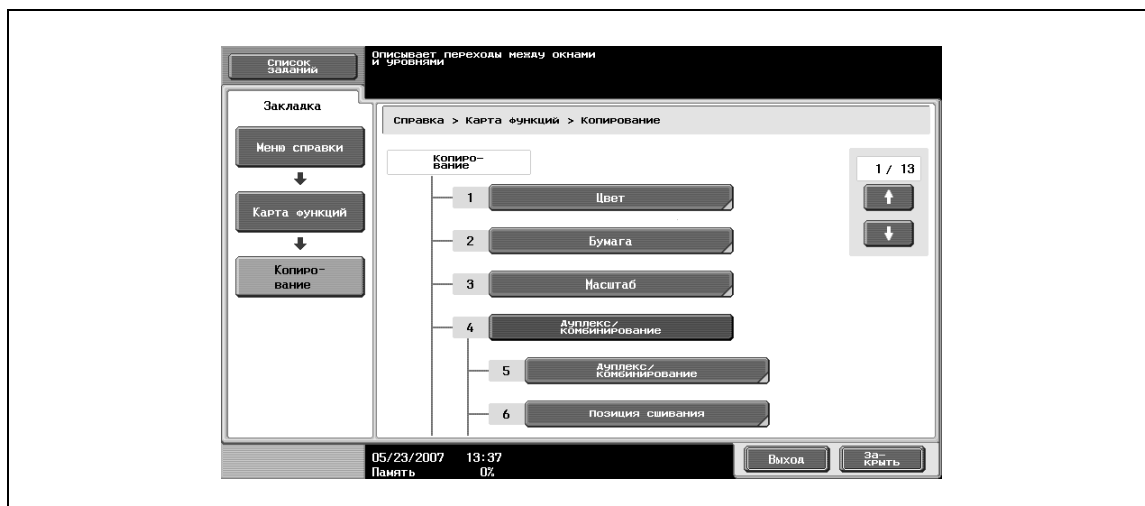 Список
заданий
Описывает переходы между окнами
и уровнями
Закладка
Меню справки
Карта функций
Копиро-
вание
Справка > Карта функций > Копирование
Копиро-
вание
1 Цвет
2 Бумага
3 Масштаб
4 Дуплекс/
комбинирование
5 Дуплекс/
комбинирование
6 Позиция сшивания
1 / 13
05/23/2007 13:37
Память 0%
Выход
За-
крыть